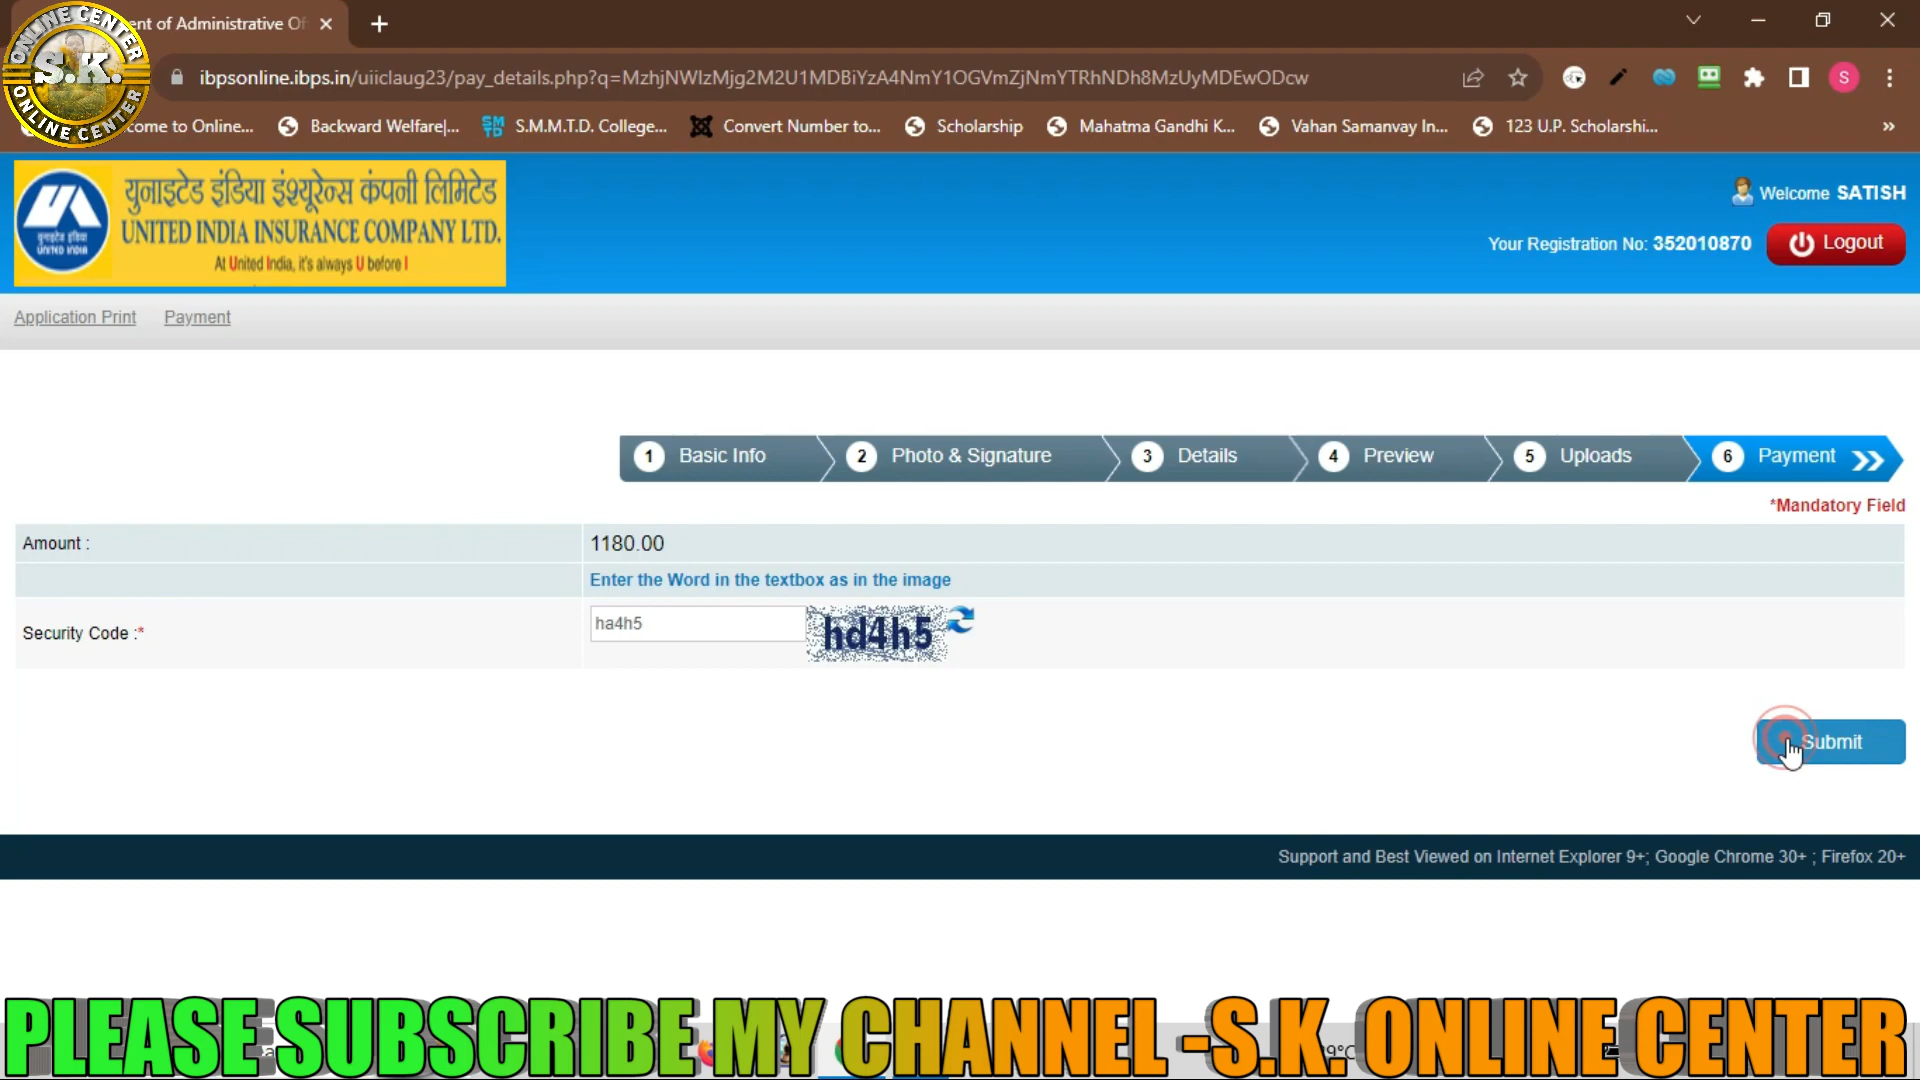 ONLINE CENTER
S.K.
ONLINE CENTER
ent of Administrative Of
ibpsonline.ibps.in/uiiclaug23/pay_details.php?q=MzhjNWIzMjg2M2U1MDBiYzA4NmY1OGVmZjNmYTRhNDh8MzUyMDEwODcw
S
come to Online...
Backward Welfare|...
S.M.M.T.D. College...
Convert Number to...
Scholarship
Mahatma Gandhi K...
Vahan Samanvay In...
123 U.P. Scholarshi...
»
युनाइटेड इंडिया इंश्यूरेन्स कंपनी लिमिटेड
UNITED INDIA INSURANCE COMPANY LTD.
At United India, it's always U before I
युनाइटेड इंडिया
UNITED INDIA
Welcome SATISH
Your Registration No: 352010870
Logout
Application Print Payment
1 Basic Info 2 Photo & Signature 3 Details 4 Preview 5 Uploads 6 Payment
*Mandatory Field
Amount : 1180.00
Enter the Word in the textbox as in the image
Security Code :* ha4h5 hd4h5
Submit
Support and Best Viewed on Internet Explorer 9+; Google Chrome 30+ ; Firefox 20+
PLEASE SUBSCRIBE MY CHANNEL -S.K. ONLINE CENTER